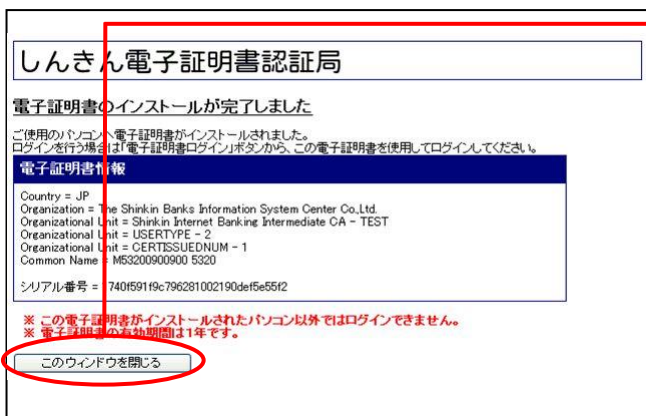 しんきん電子証明書認証局
電子証明書のインストールが完了しました
ご使用のパソコンへ電子証明書がインストールされました。
ログインを行う場合は「電子証明書ログイン」ボタンから、この電子証明書を使用してログインしてください。
電子証明書情報
Country = JP
Organization = The Shinkin Banks Information System Center Co.,Ltd.
Organizational Unit = Shinkin Internet Banking Intermediate CA - TEST
Organizational Unit = USERTYPE - 2
Organizational Unit = CERTISSUEDNUM - 1
Common Name = M53200900900 5320
シリアル番号 = 740f591f9c796281002190def5e55f2
※ この電子証明書がインストールされたパソコン以外ではログインできません。
※ 電子証明書の有効期間は1年です。
このウィンドウを閉じる